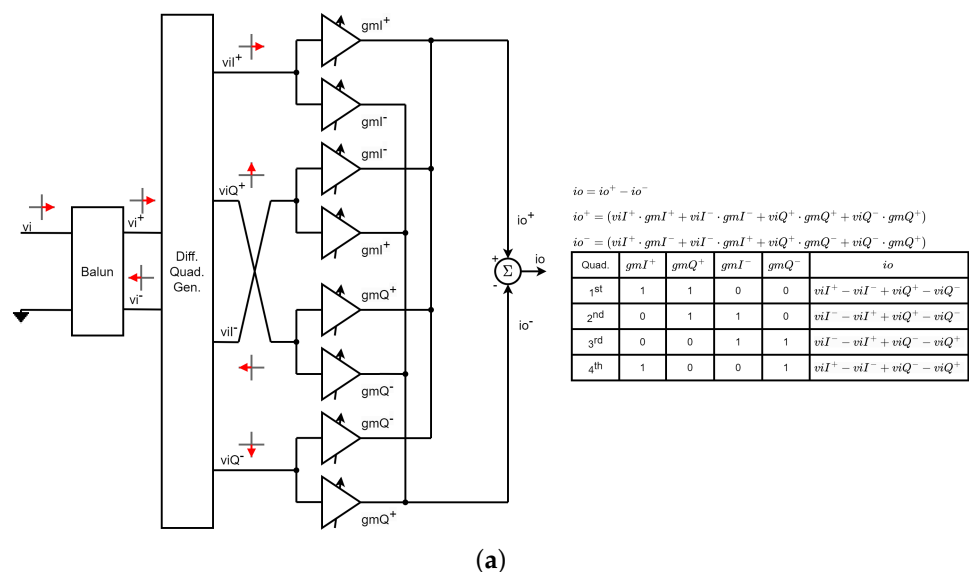 gmI⁺
viI⁺
gmI⁻
gmI⁻
viQ⁺
gmI⁺
vi
vi⁺
Balun
vi⁻
Diff.
Quad.
Gen.
gmQ⁺
viI⁻
gmQ⁻
gmQ⁻
viQ⁻
gmQ⁺
io⁺
+
Σ
io
-
io⁻
io = io⁺ − io⁻
io⁺ = (viI⁺ · gmI⁺ + viI⁻ · gmI⁻ + viQ⁺ · gmQ⁺ + viQ⁻ · gmQ⁺)
io⁻ = (viI⁺ · gmI⁻ + viI⁻ · gmI⁺ + viQ⁺ · gmQ⁻ + viQ⁻ · gmQ⁺)
Quad. gmI⁺ gmQ⁺ gmI⁻ gmQ⁻ io
1st 1 1 0 0 viI⁺ − viI⁻ + viQ⁺ − viQ⁻
2nd 0 1 1 0 viI⁻ − viI⁺ + viQ⁺ − viQ⁻
3rd 0 0 1 1 viI⁻ − viI⁺ + viQ⁻ − viQ⁺
4th 1 0 0 1 viI⁺ − viI⁻ + viQ⁻ − viQ⁺
(a)